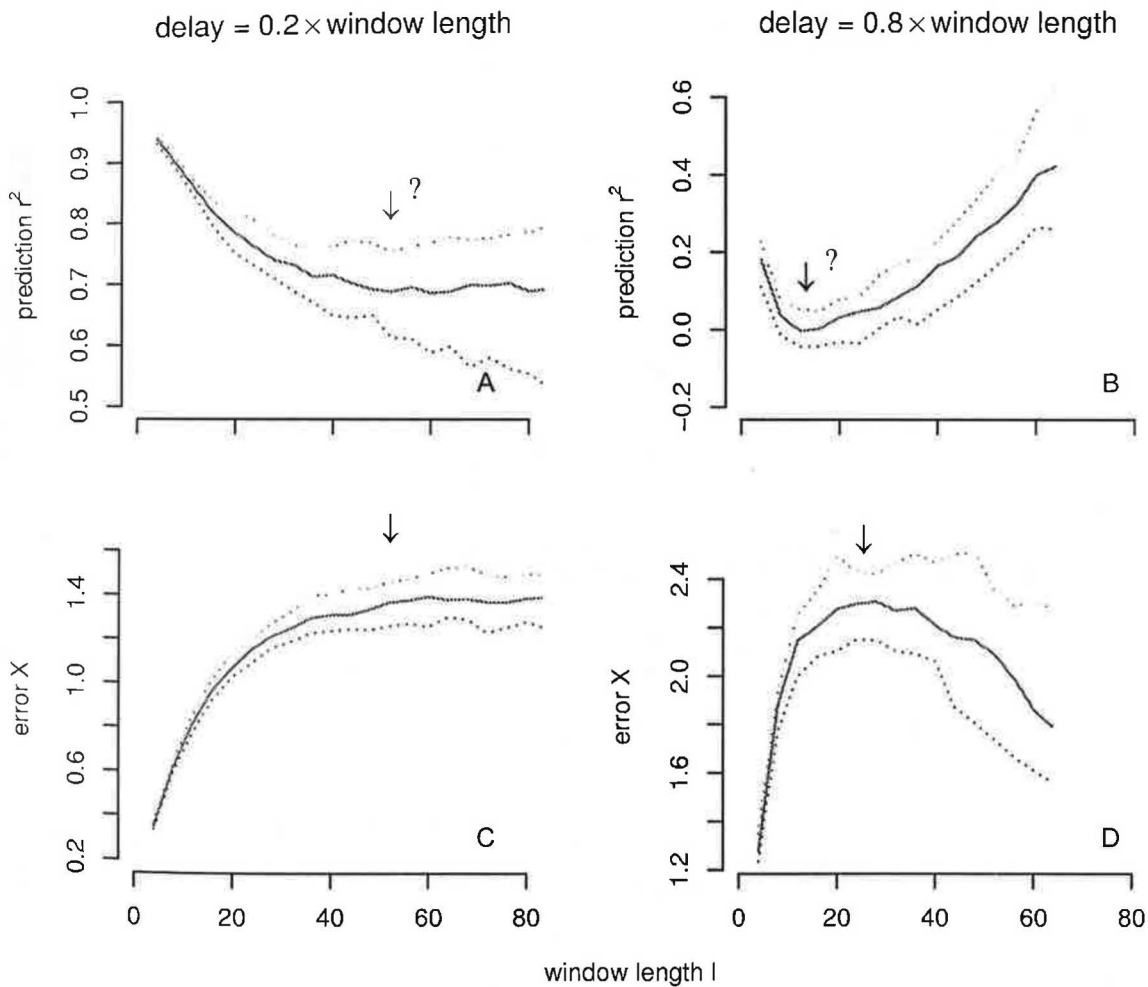 delay = 0.2 × window length
delay = 0.8 × window length
prediction r²
1.0
0.9
0.8
0.7
0.6
0.5
↓ ?
A
prediction r²
0.6
0.4
0.2
0.0
−0.2
↓ ?
B
error X
1.4
1.0
0.6
0.2
↓
C
0 20 40 60 80
error X
2.4
2.0
1.6
1.2
↓
D
0 20 40 60 80
window length l